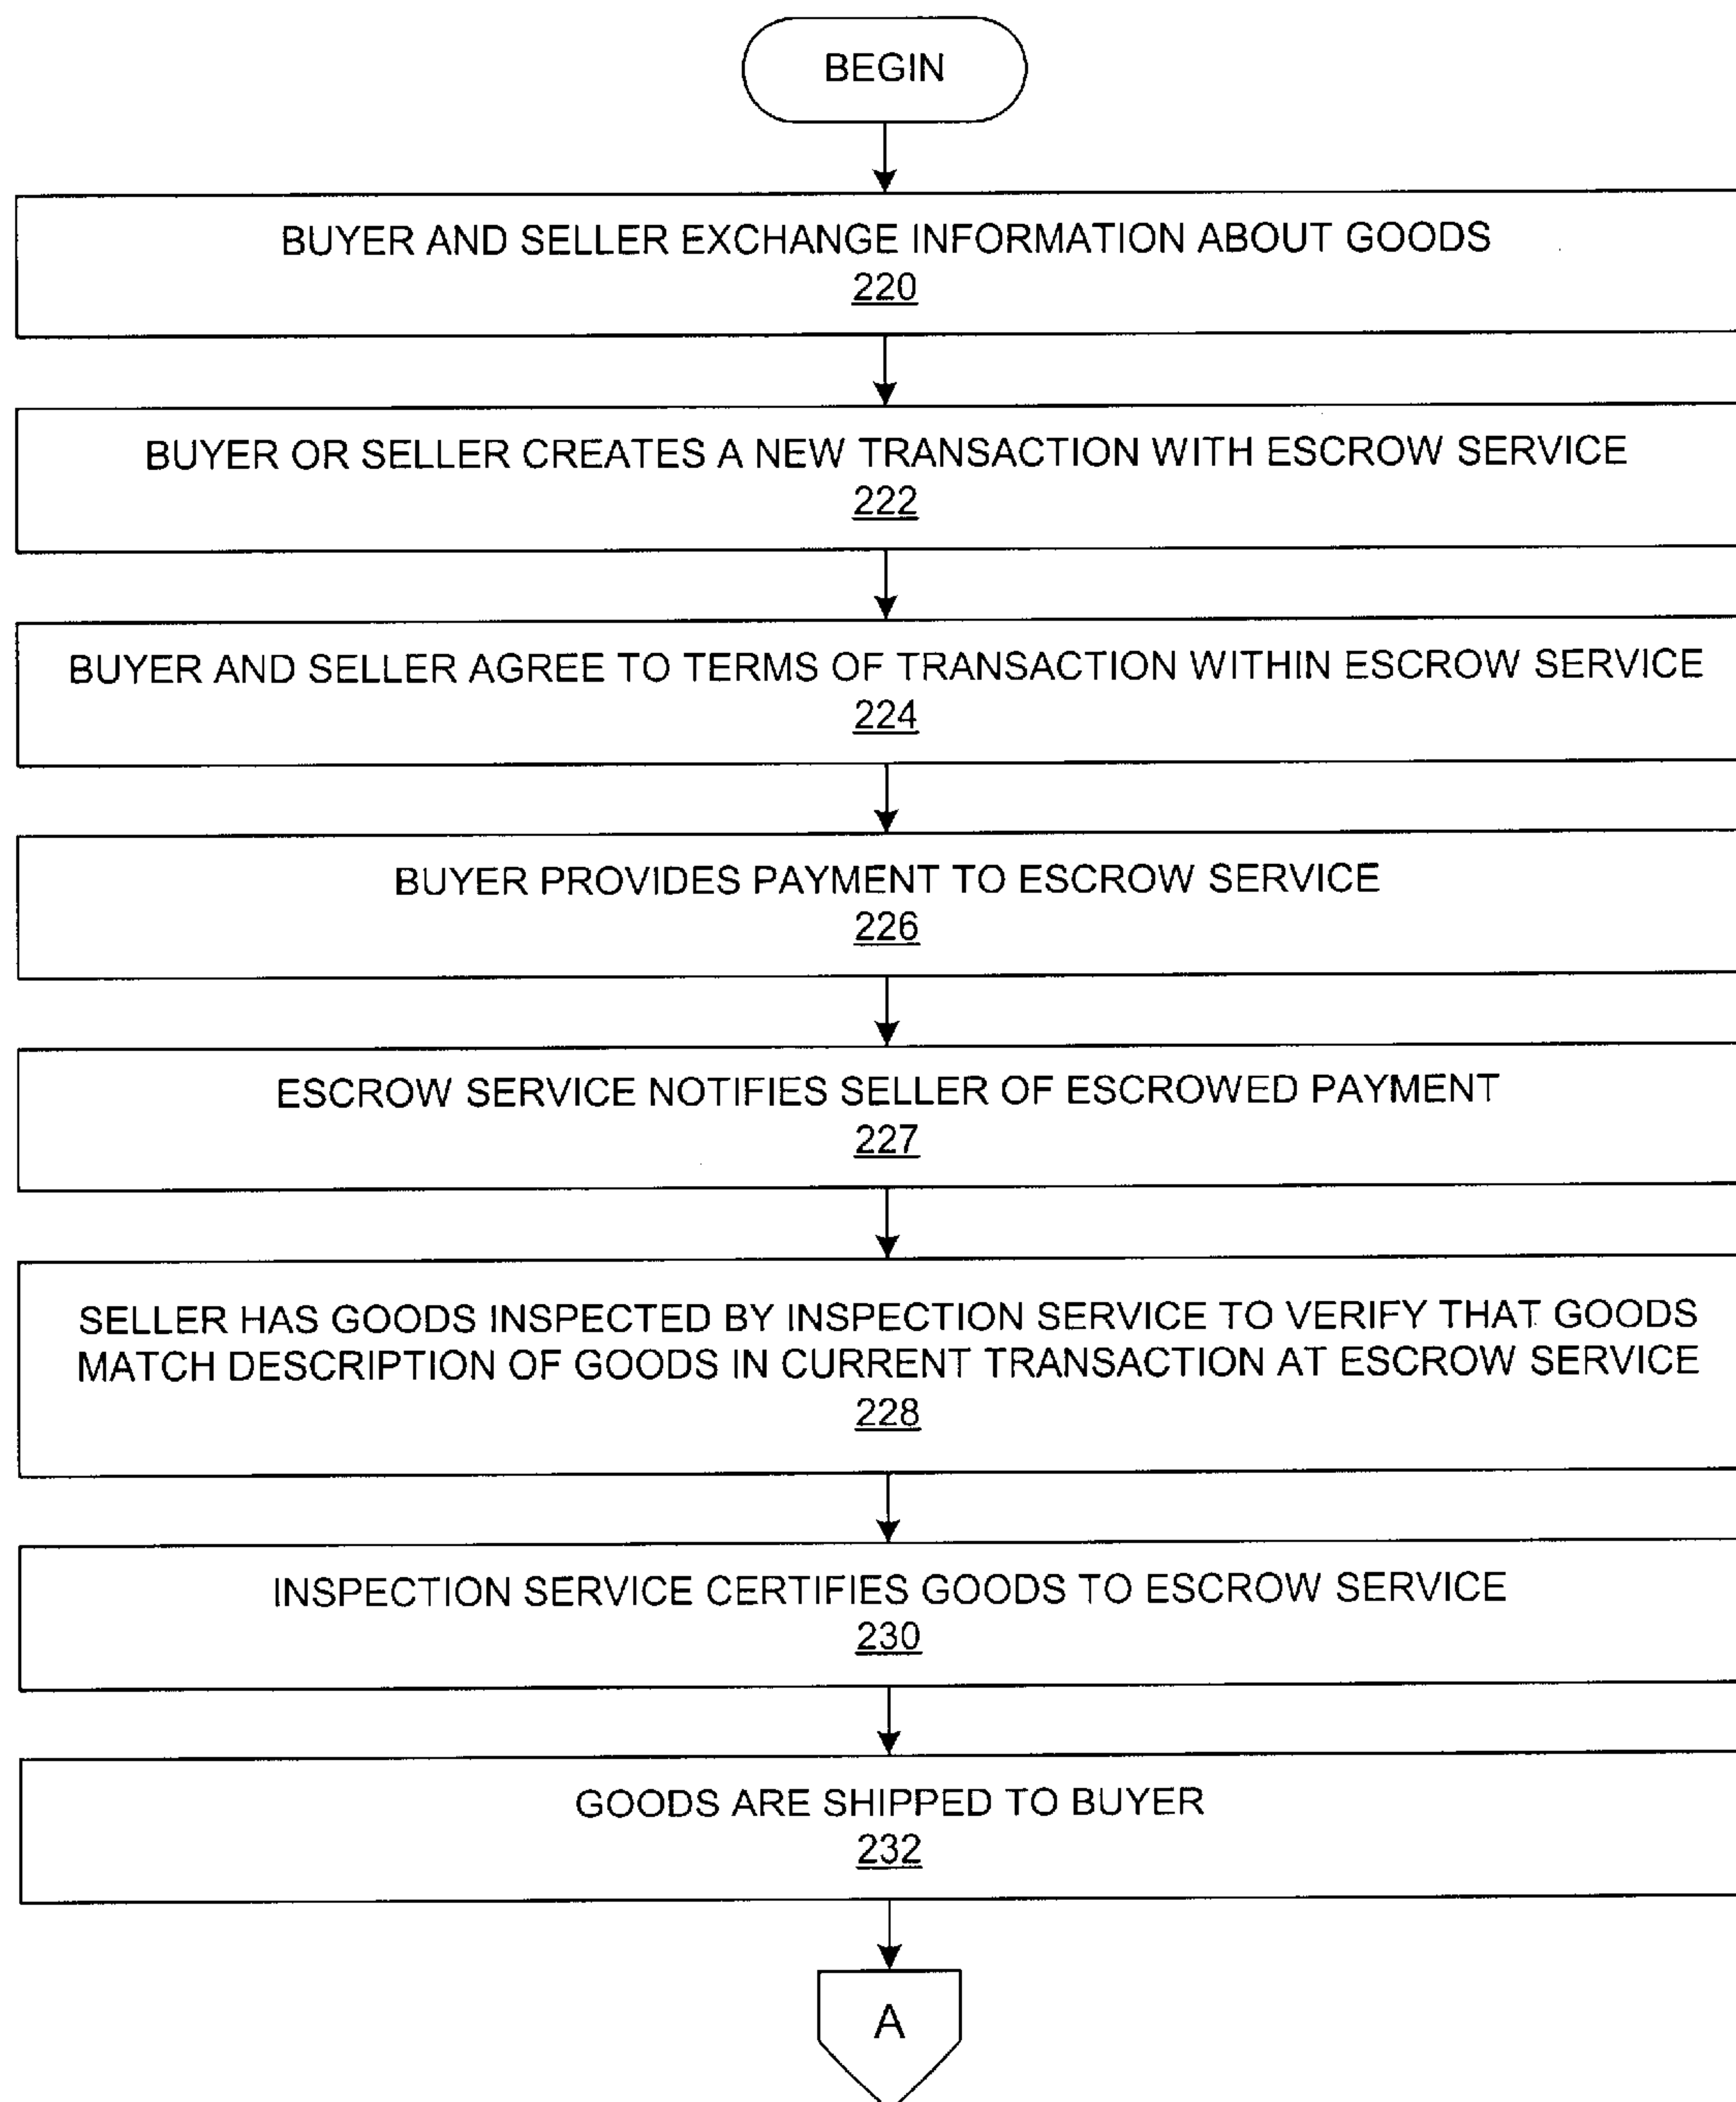 BEGIN
BUYER AND SELLER EXCHANGE INFORMATION ABOUT GOODS
220
BUYER OR SELLER CREATES A NEW TRANSACTION WITH ESCROW SERVICE
222
BUYER AND SELLER AGREE TO TERMS OF TRANSACTION WITHIN ESCROW SERVICE
224
BUYER PROVIDES PAYMENT TO ESCROW SERVICE
226
ESCROW SERVICE NOTIFIES SELLER OF ESCROWED PAYMENT
227
SELLER HAS GOODS INSPECTED BY INSPECTION SERVICE TO VERIFY THAT GOODS
MATCH DESCRIPTION OF GOODS IN CURRENT TRANSACTION AT ESCROW SERVICE
228
INSPECTION SERVICE CERTIFIES GOODS TO ESCROW SERVICE
230
GOODS ARE SHIPPED TO BUYER
232
A